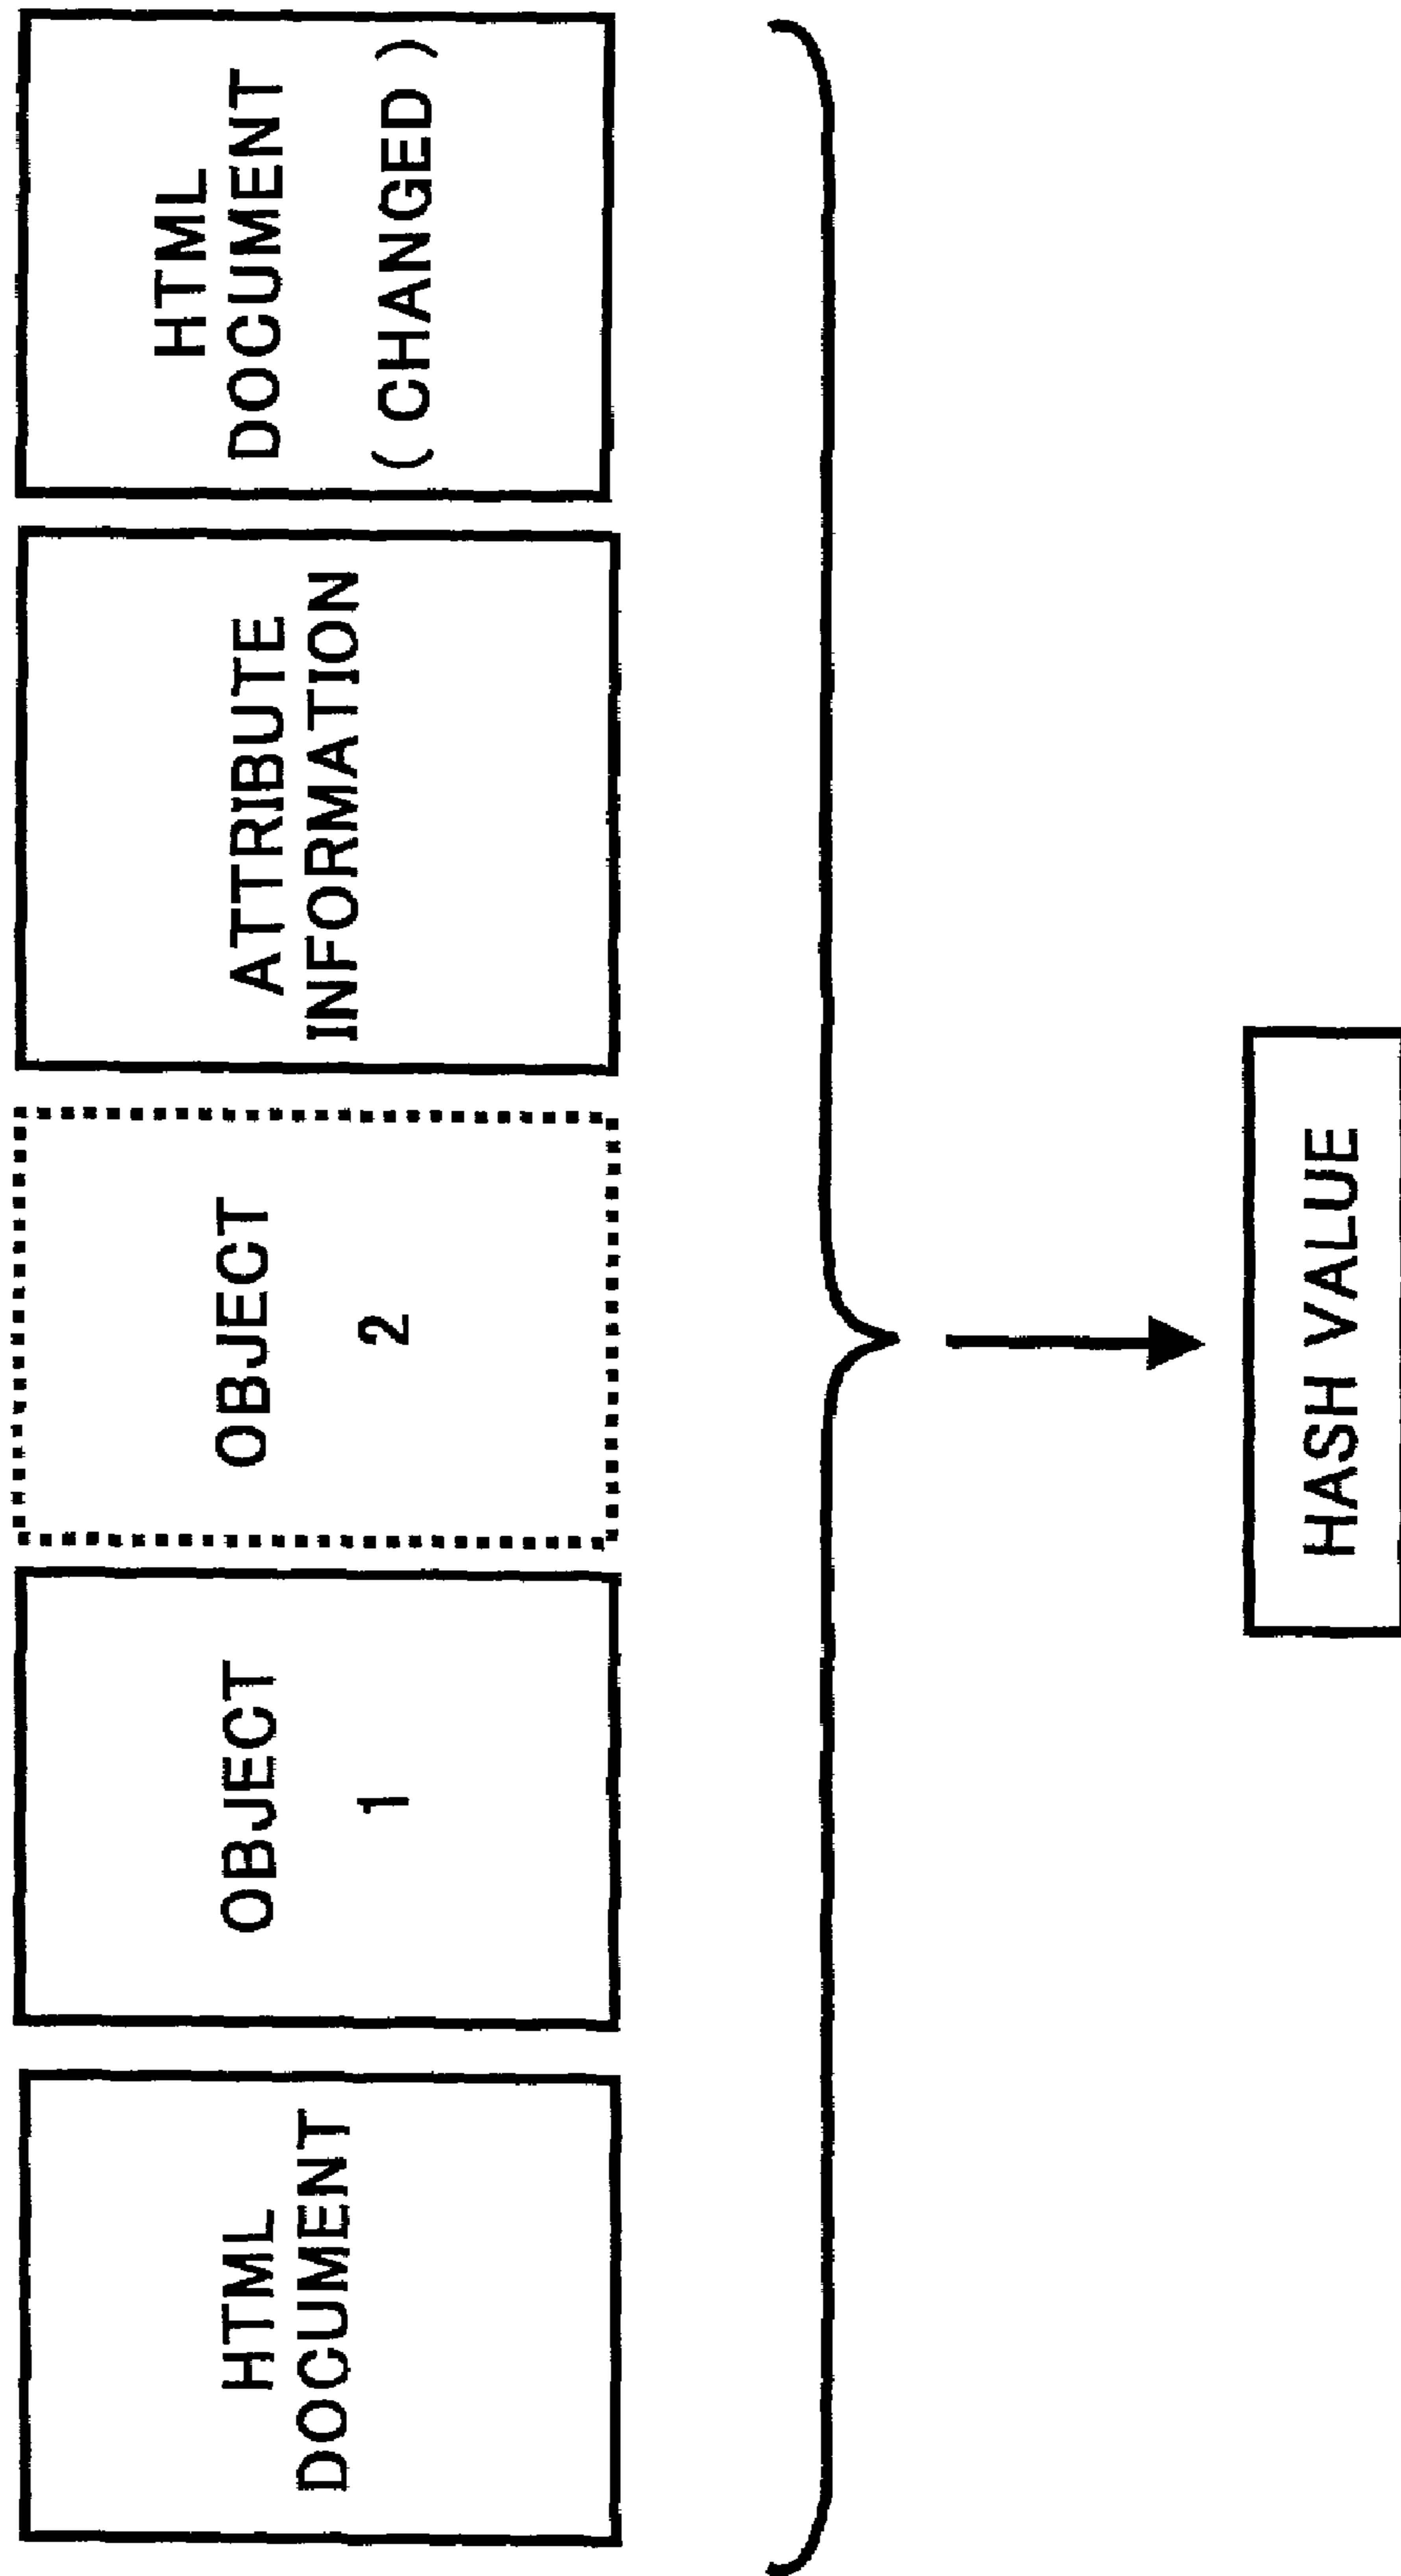 HTML
DOCUMENT
OBJECT
1
OBJECT
2
ATTRIBUTE
INFORMATION
HTML
DOCUMENT
( CHANGED )
HASH VALUE